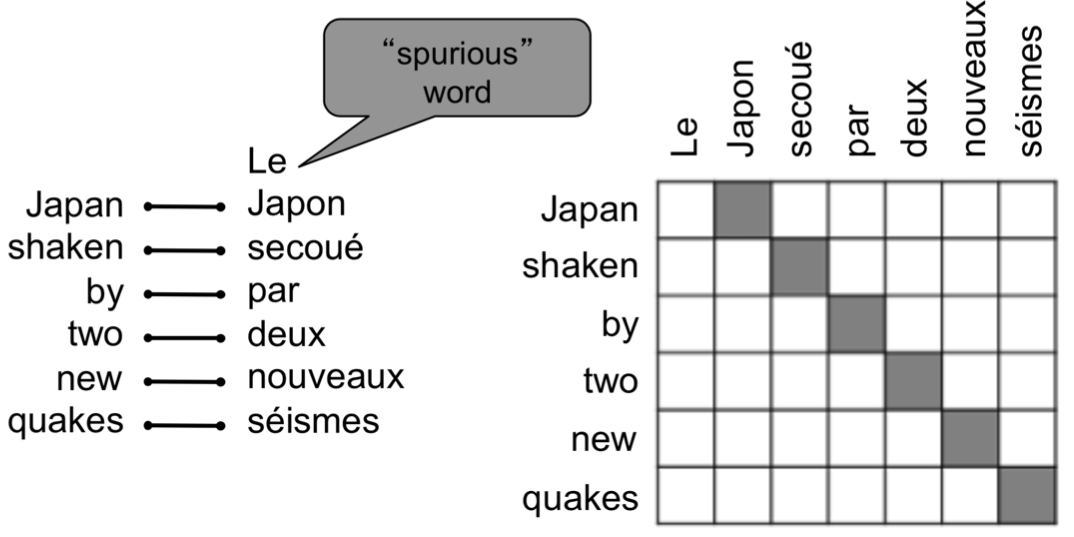 “spurious”
word
Le
Japan Japon
shaken secoué
by par
two deux
new nouveaux
quakes séismes
Le Japon secoué par deux nouveaux séismes
Japan
shaken
by
two
new
quakes